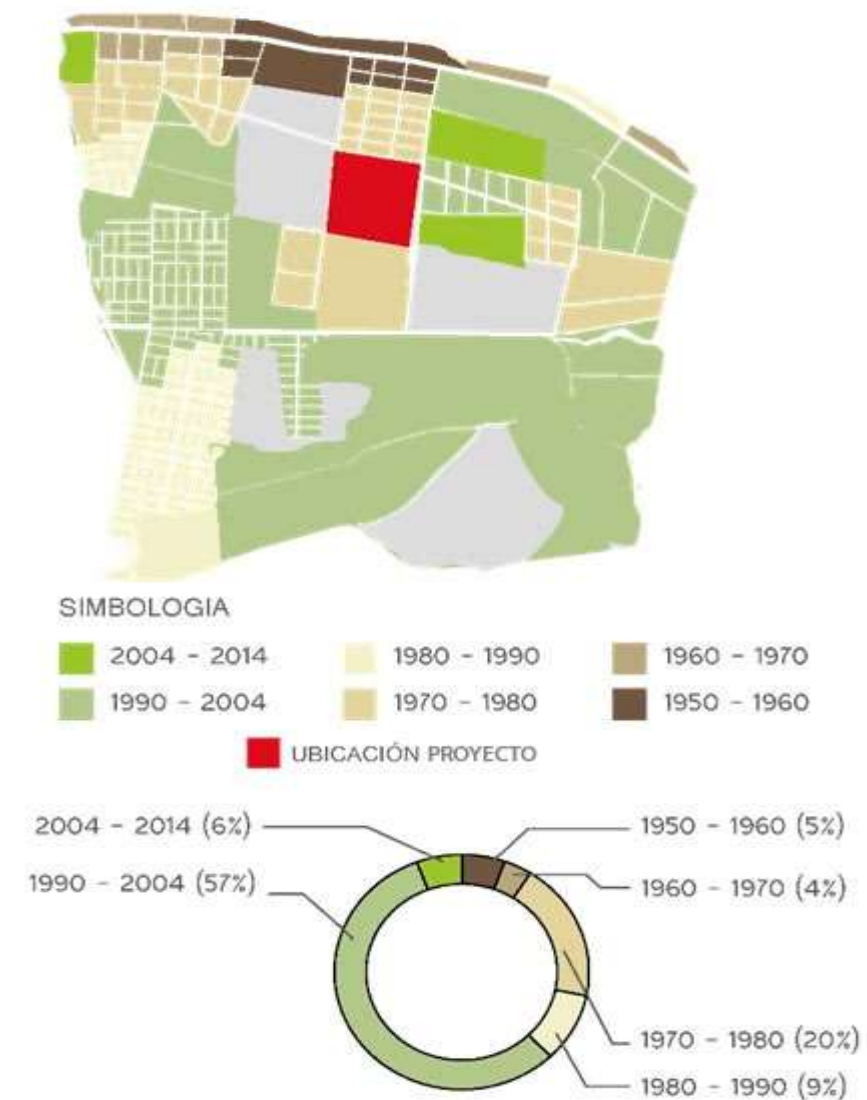 SIMBOLOGIA
2004 - 2014
1980 - 1990
1960 - 1970
1990 - 2004
1970 - 1980
1950 - 1960
UBICACIÓN PROYECTO
2004 - 2014 (6%)
1950 - 1960 (5%)
1990 - 2004 (57%)
1960 - 1970 (4%)
1970 - 1980 (20%)
1980 - 1990 (9%)